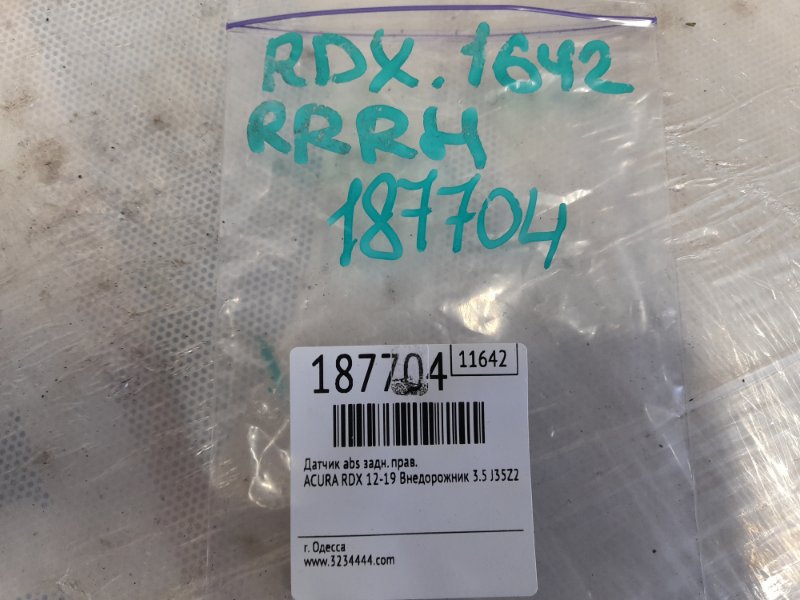 RDX. 1642
RRRH
187704
187704 11642
Датчик abs задн. прав.
ACURA RDX 12-19 Внедорожник 3.5 J35Z2
г. Одесса
www.3234444.com